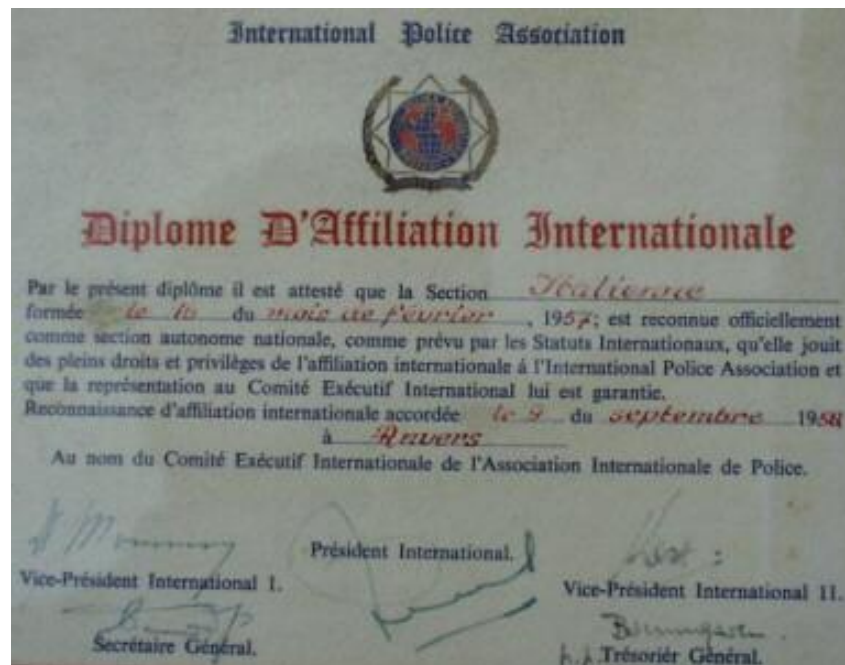 International Police Association
Diplome D'Affiliation Internationale
Par le présent diplôme il est attesté que la Section Italienne
formée le du mois de février, 1957; est reconnue officiellement
comme section autonome nationale, comme prévu par les Statuts Internationaux, qu'elle jouit
des pleins droits et privilèges de l'affiliation internationale á l'International Police Association et
que la représentation au Comité Exécutif International lui est garantie.
Reconnaissance d'affiliation internationale accordée le 9 du septembre 1958
à Anvers
Au nom du Comité Exécutif Internationale de l'Association Internationale de Police.
Président International.
Vice-Président International 1.
Vice-Président International 11.
Secrétaire Général.
Trésoriér Général.